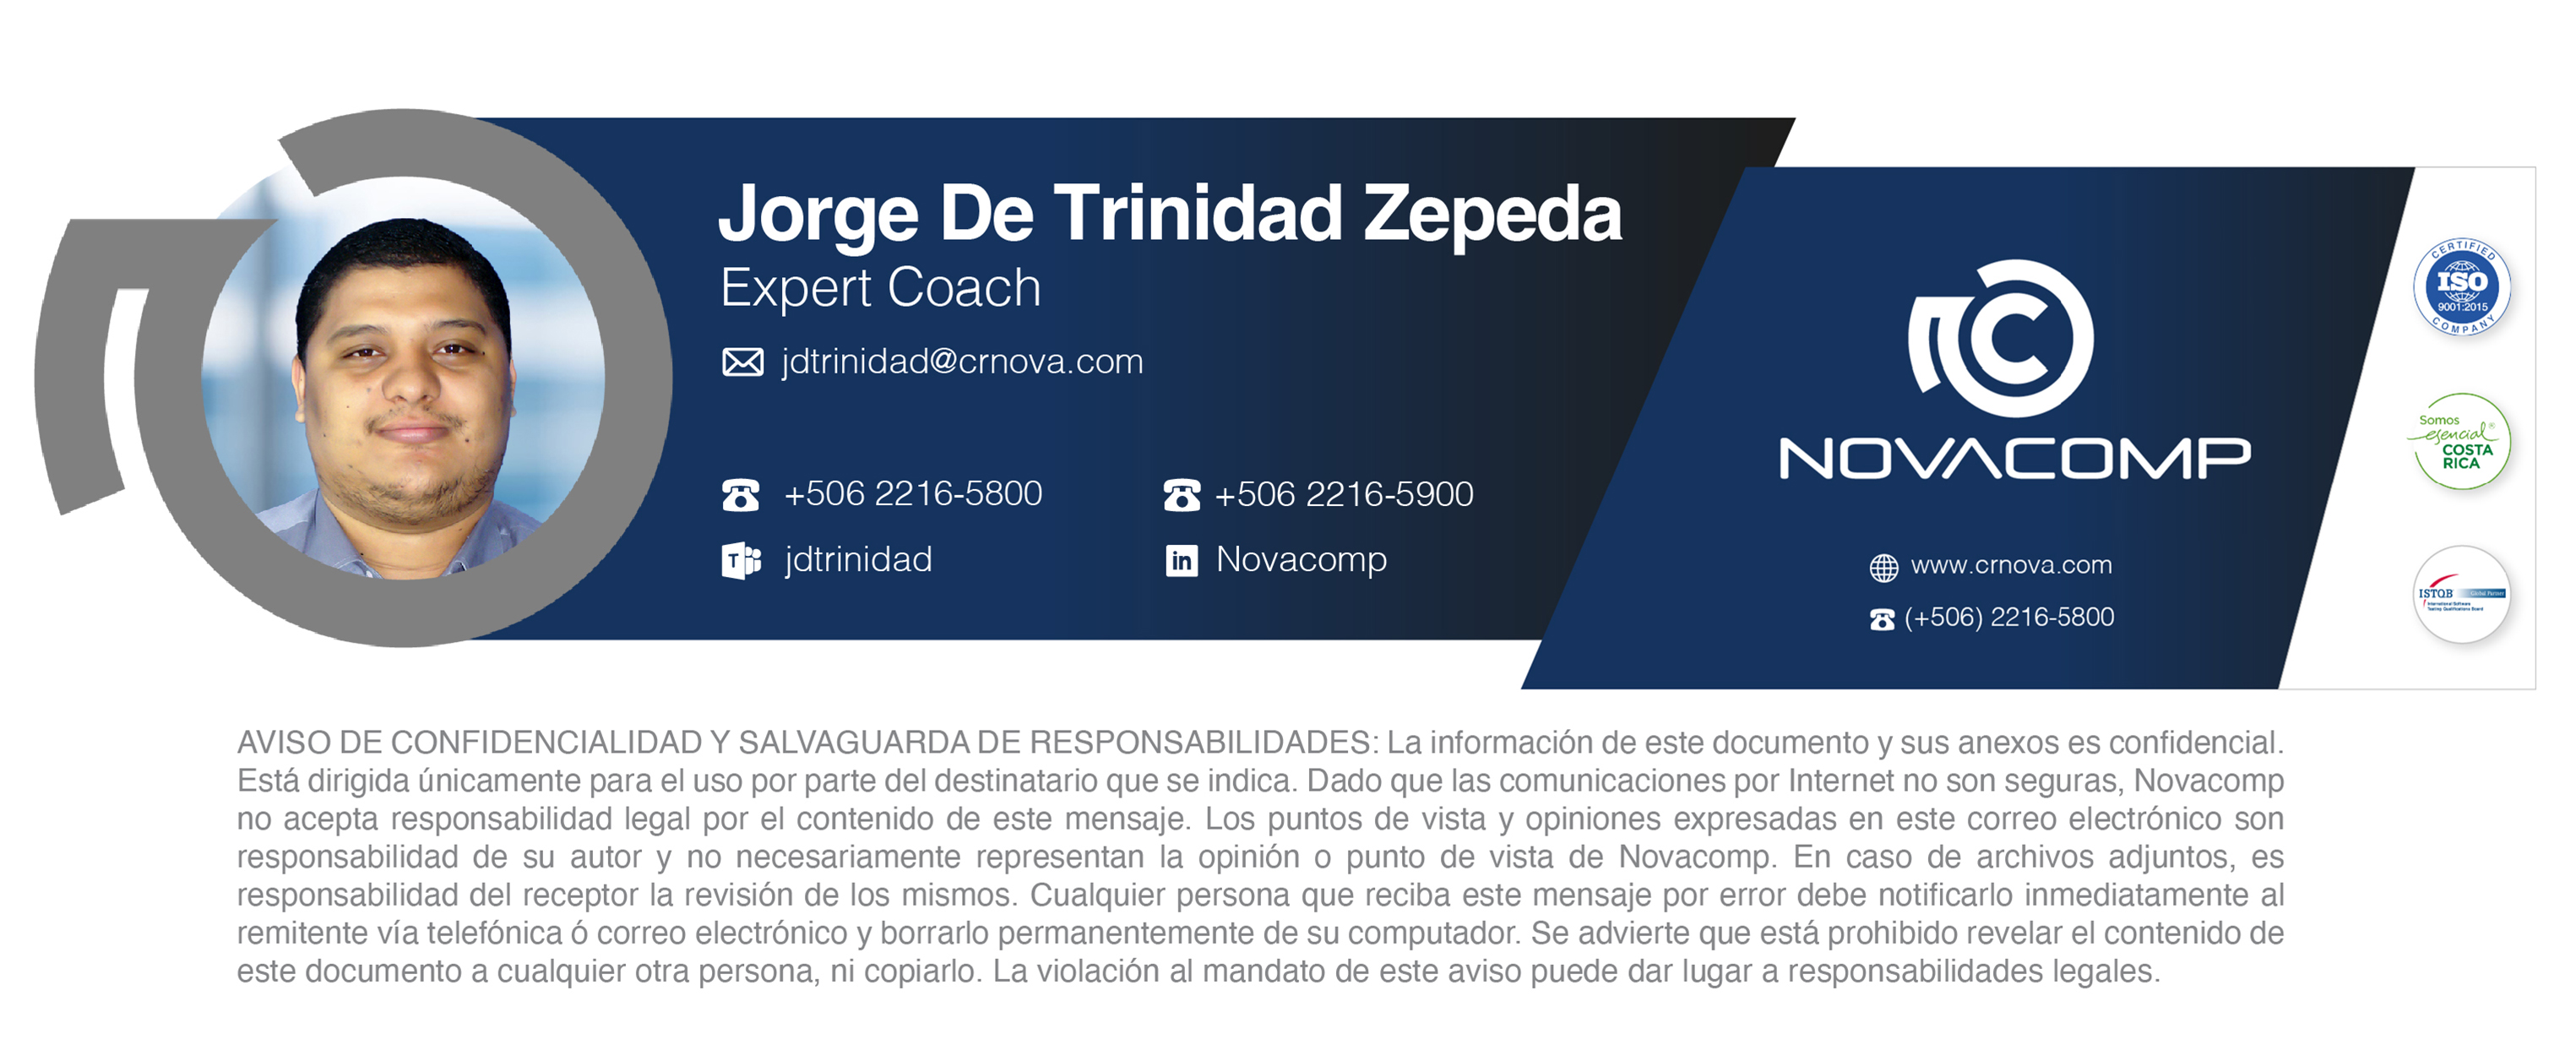 Jorge De Trinidad Zepeda
Expert Coach
jdtrinidad@crnova.com
+506 2216-5800
+506 2216-5900
T
jdtrinidad
in
Novacomp
NC
NOVACOMP
www.crnova.com
(+506) 2216-5800
CERTIFIED
ISO
9001:2015
COMPANY
Somos
esencial®
COSTA
RICA
ISTQB Global Partner
International Software
Testing Qualifications Board
AVISO DE CONFIDENCIALIDAD Y SALVAGUARDA DE RESPONSABILIDADES: La información de este documento y sus anexos es confidencial.
Está dirigida únicamente para el uso por parte del destinatario que se indica. Dado que las comunicaciones por Internet no son seguras, Novacomp
no acepta responsabilidad legal por el contenido de este mensaje. Los puntos de vista y opiniones expresadas en este correo electrónico son
responsabilidad de su autor y no necesariamente representan la opinión o punto de vista de Novacomp. En caso de archivos adjuntos, es
responsabilidad del receptor la revisión de los mismos. Cualquier persona que reciba este mensaje por error debe notificarlo inmediatamente al
remitente vía telefónica ó correo electrónico y borrarlo permanentemente de su computador. Se advierte que está prohibido revelar el contenido de
este documento a cualquier otra persona, ni copiarlo. La violación al mandato de este aviso puede dar lugar a responsabilidades legales.